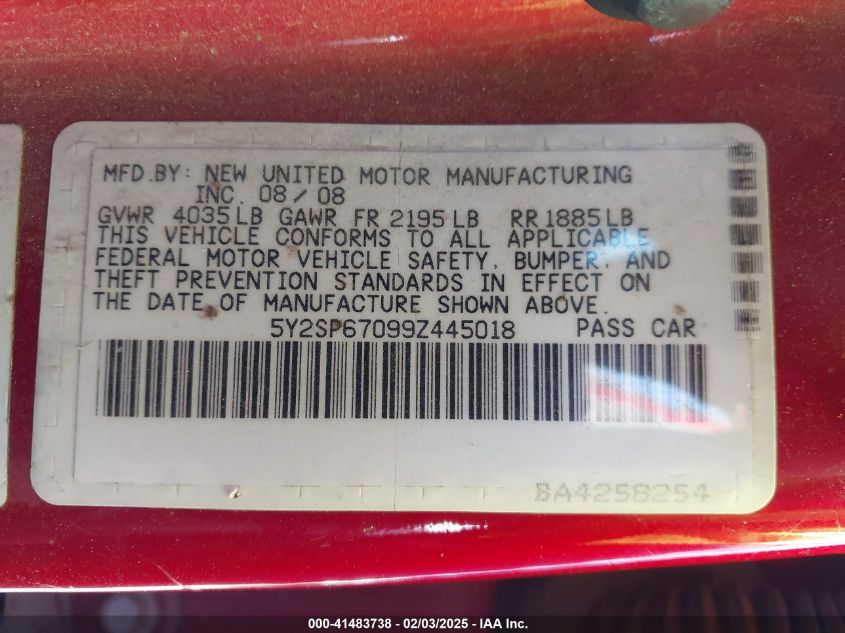 MFD.BY: NEW UNITED MOTOR MANUFACTURING
INC. 08/08
GVWR 4035LB GAWR FR 2195LB RR 1885LB
THIS VEHICLE CONFORMS TO ALL APPLICABLE
FEDERAL MOTOR VEHICLE SAFETY, BUMPER, AND
THEFT PREVENTION STANDARDS IN EFFECT ON
THE DATE OF MANUFACTURE SHOWN ABOVE.
5Y2SP67099Z445018 PASS CAR
BA4258254
000-41483738 - 02/03/2025 - IAA Inc.